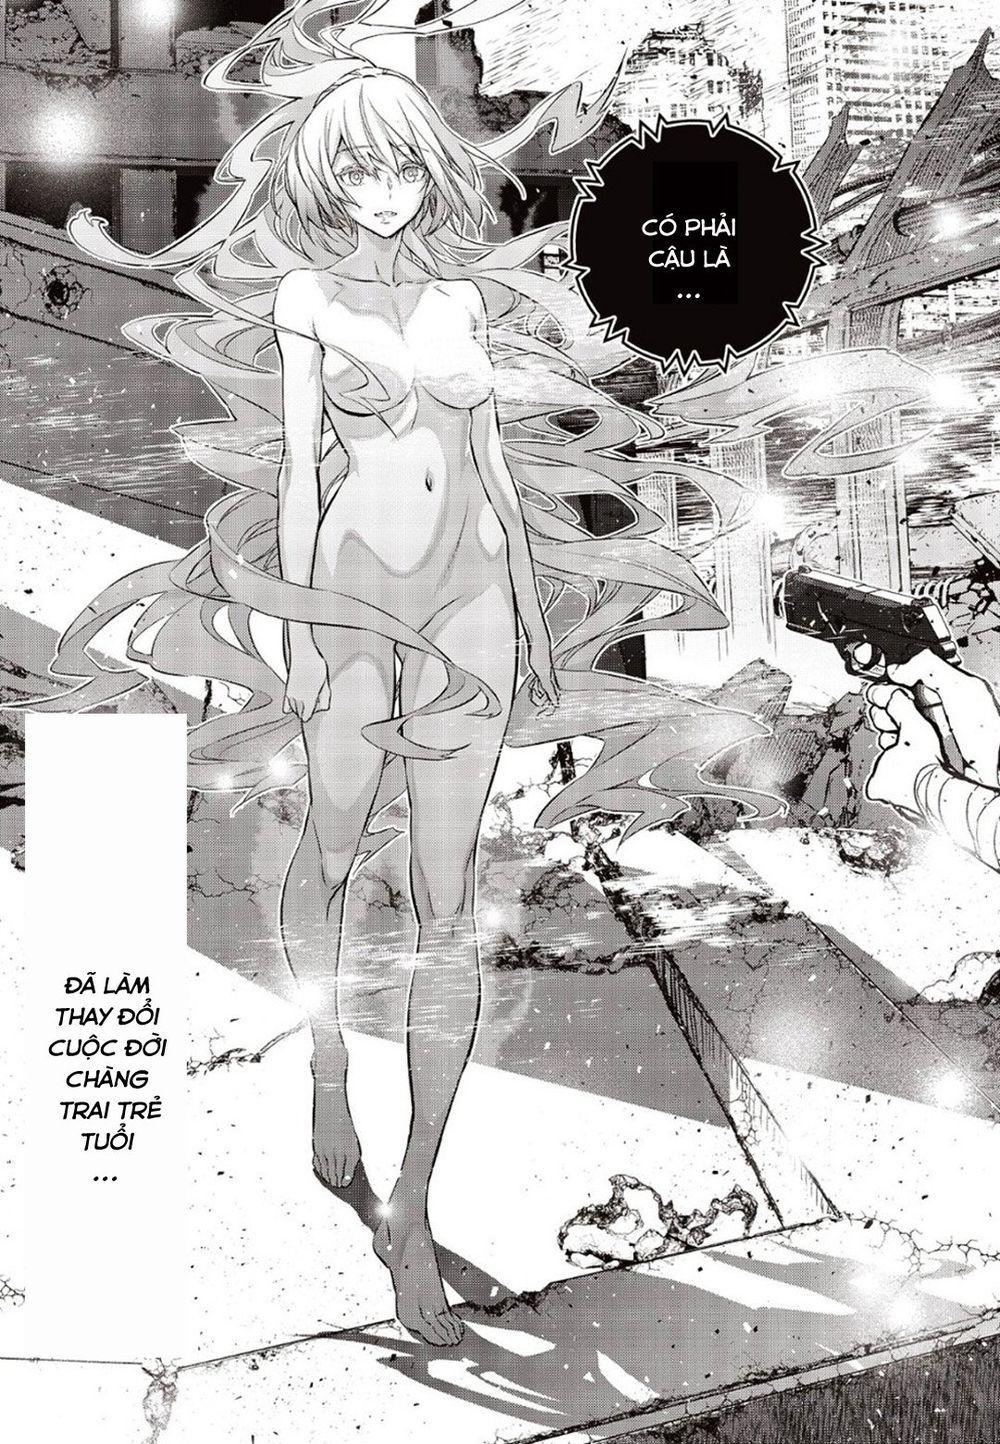 CÓ PHẢI
CẬU LÀ
...
ĐÃ LÀM
THAY ĐỔI
CUỘC ĐỜI
CHÀNG
TRAI TRẺ
TUỔI
...